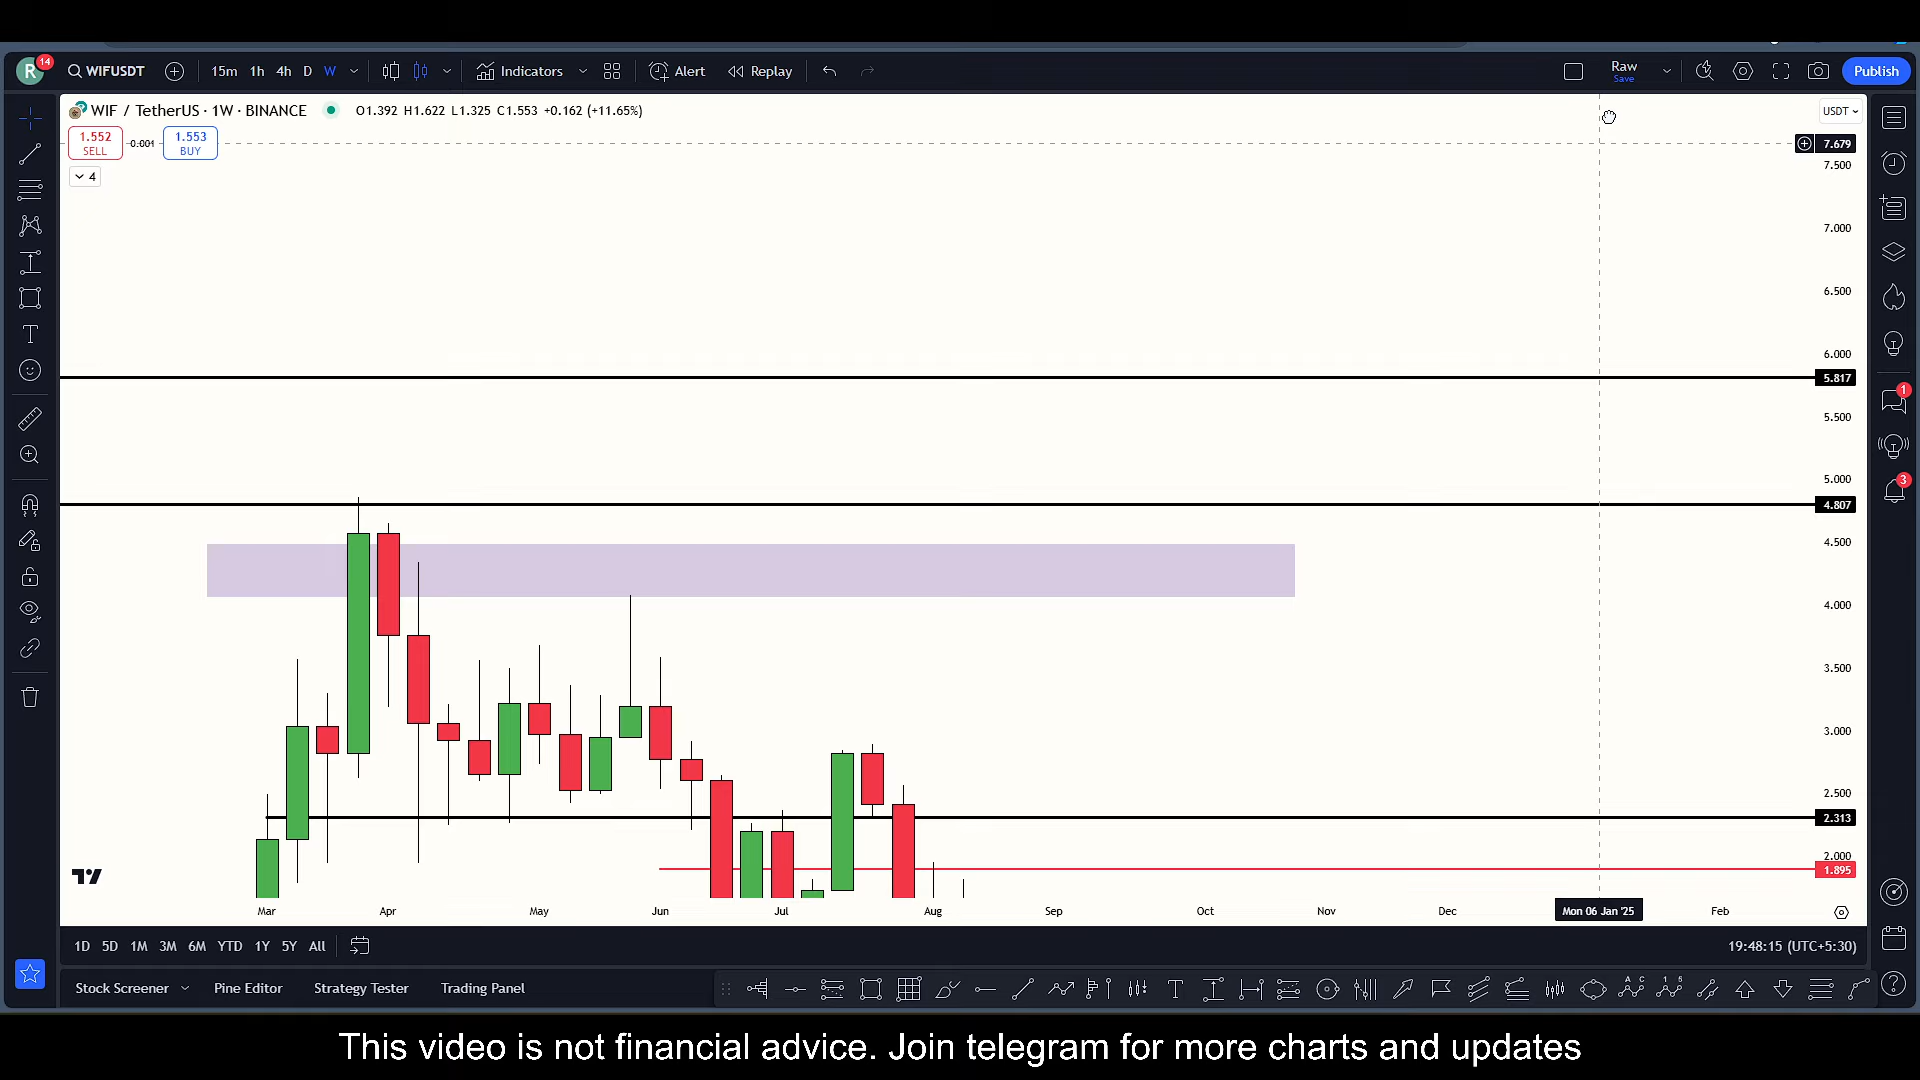 R 14 WIFUSDT 15m 1h 4h D W Indicators Alert Replay Raw Publish
Save
WIF / TetherUS · 1W · BINANCE O1.392 H1.622 L1.325 C1.553 +0.162 (+11.65%) USDT
1.552 0.001 1.553
SELL BUY
7.679
7.500
4
7.000
6.500
6.000
5.817
5.500
5.000
4.807
4.500
4.000
3.500
3.000
2.500
2.313
2.000
1.895
Mar Apr May Jun Jul Aug Sep Oct Nov Dec Mon 06 Jan '25 Feb
1
3
1D 5D 1M 3M 6M YTD 1Y 5Y All 19:48:15 (UTC+5:30)
Stock Screener Pine Editor Strategy Tester Trading Panel
This video is not financial advice. Join telegram for more charts and updates